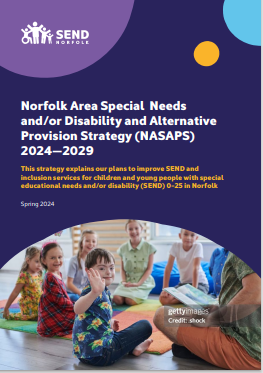 SEND
NORFOLK
Norfolk Area Special Needs
and/or Disability and Alternative
Provision Strategy (NASAPS)
2024—2029
This strategy explains our plans to improve SEND and
inclusion services for children and young people with special
educational needs and/or disability (SEND) 0-25 in Norfolk
Spring 2024
gettyimages
Credit: shock